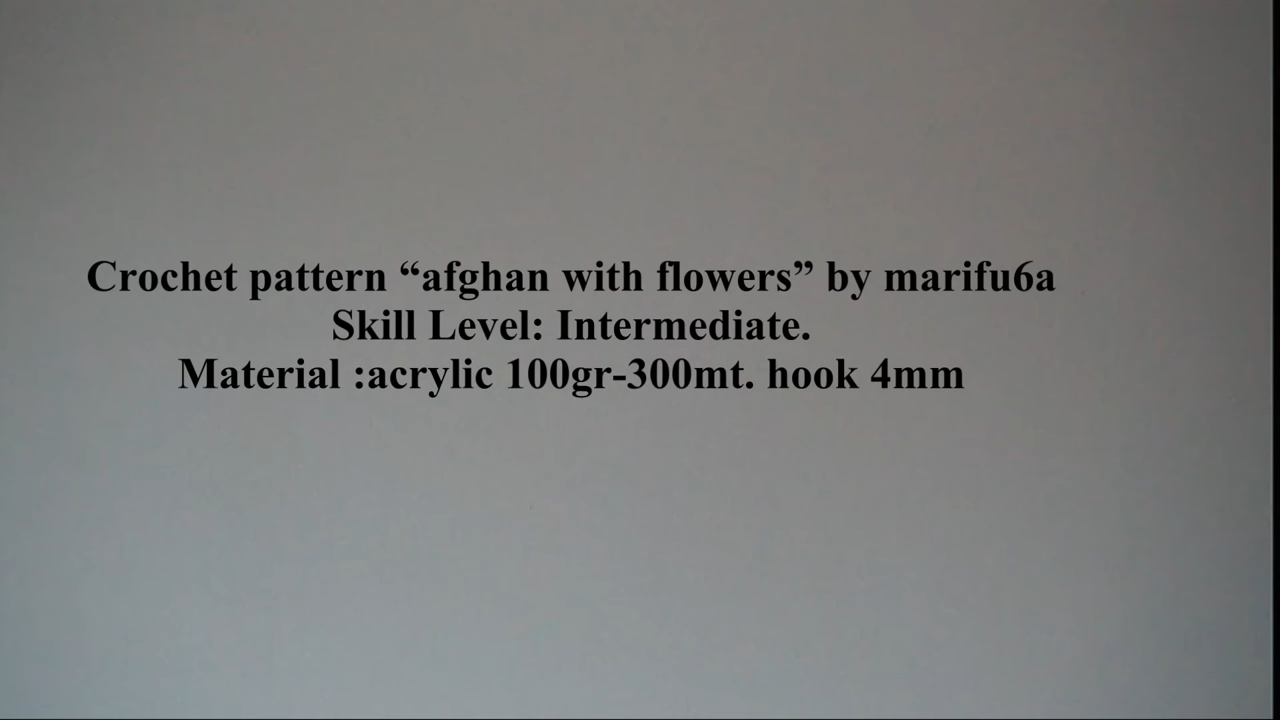 Crochet pattern “afghan with flowers” by marifu6a
Skill Level: Intermediate.
Material :acrylic 100gr-300mt. hook 4mm